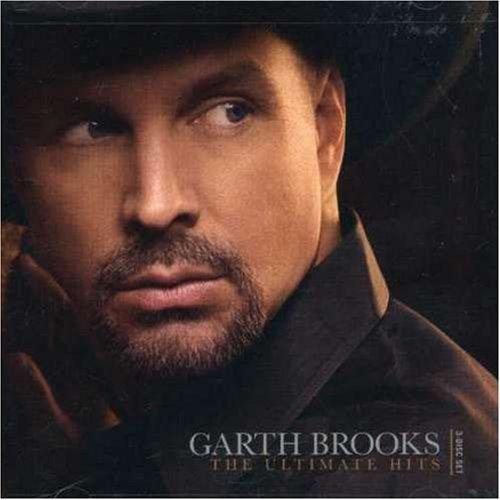 GARTH BROOKS
THE ULTIMATE HITS
3-DISC SET